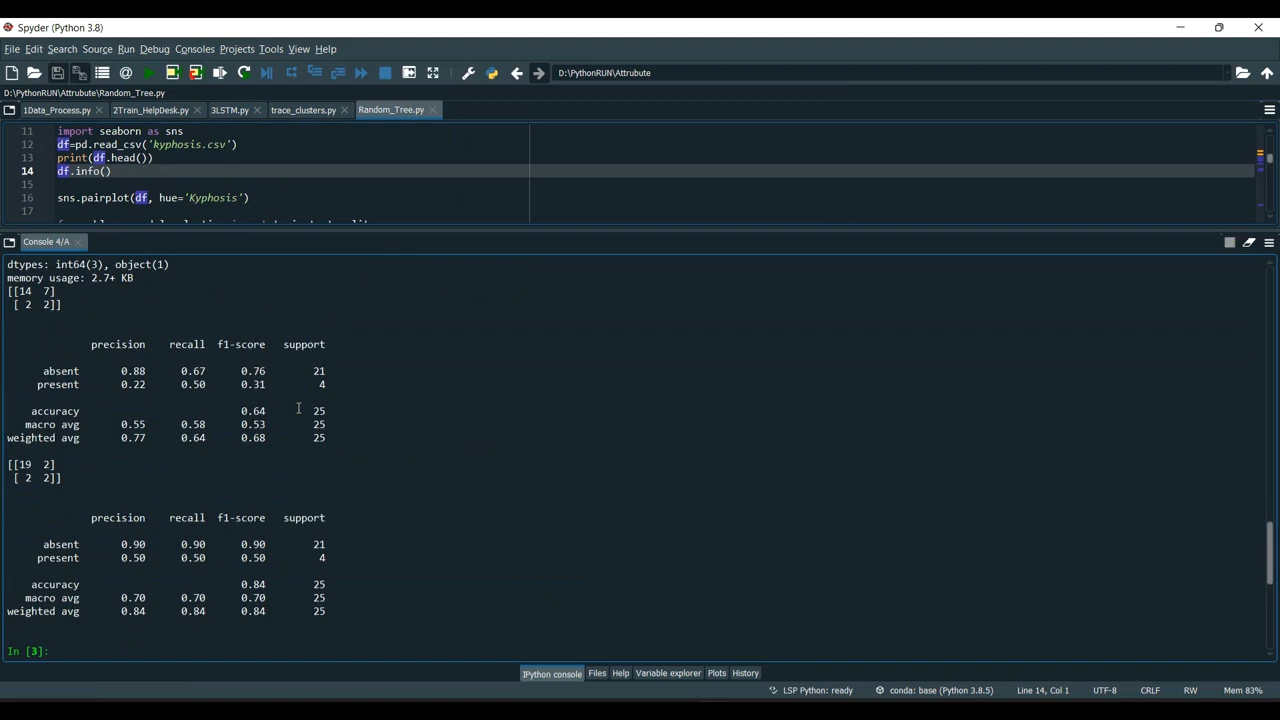 Spyder (Python 3.8)
File Edit Search Source Run Debug Consoles Projects Tools View Help
D:\PythonRUN\Attrubute
D:\PythonRUN\Attrubute\Random_Tree.py
1Data_Process.py 2Train_HelpDesk.py 3LSTM.py trace_clusters.py Random_Tree.py
11 import seaborn as sns
12 df=pd.read_csv('kyphosis.csv')
13 print(df.head())
14 df.info()
15
16 sns.pairplot(df, hue='Kyphosis')
17
Console 4/A
dtypes: int64(3), object(1)
memory usage: 2.7+ KB
[[14 7]
[ 2 2]]
precision recall f1-score support
absent 0.88 0.67 0.76 21
present 0.22 0.50 0.31 4
accuracy 0.64 25
macro avg 0.55 0.58 0.53 25
weighted avg 0.77 0.64 0.68 25
[[19 2]
[ 2 2]]
precision recall f1-score support
absent 0.90 0.90 0.90 21
present 0.50 0.50 0.50 4
accuracy 0.84 25
macro avg 0.70 0.70 0.70 25
weighted avg 0.84 0.84 0.84 25
In [3]:
IPython console Files Help Variable explorer Plots History
LSP Python: ready conda: base (Python 3.8.5) Line 14, Col 1 UTF-8 CRLF RW Mem 83%